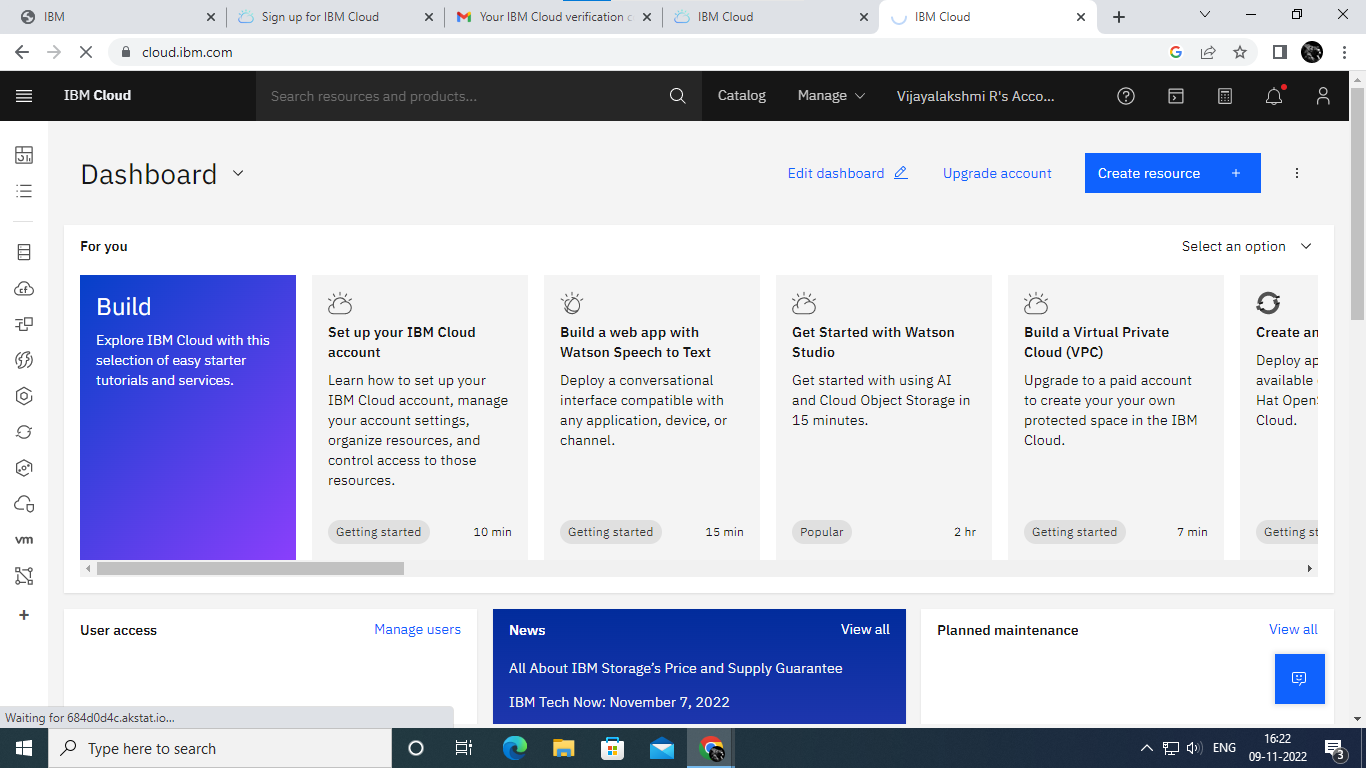 IBM
Sign up for IBM Cloud
Your IBM Cloud verification c
IBM Cloud
IBM Cloud
cloud.ibm.com
IBM Cloud
Search resources and products...
Catalog
Manage
Vijayalakshmi R's Acco...
Dashboard
Edit dashboard
Upgrade account
Create resource +
For you
Select an option
Build
Explore IBM Cloud with this
selection of easy starter
tutorials and services.
Set up your IBM Cloud
account
Learn how to set up your
IBM Cloud account, manage
your account settings,
organize resources, and
control access to those
resources.
Getting started
10 min
Build a web app with
Watson Speech to Text
Deploy a conversational
interface compatible with
any application, device, or
channel.
Getting started
15 min
Get Started with Watson
Studio
Get started with using AI
and Cloud Object Storage in
15 minutes.
Popular
2 hr
Build a Virtual Private
Cloud (VPC)
Upgrade to a paid account
to create your your own
protected space in the IBM
Cloud.
Getting started
7 min
Create an
Deploy ap
available
Hat Open
Cloud.
Getting st
cf
vm
User access
Manage users
News
View all
All About IBM Storage's Price and Supply Guarantee
IBM Tech Now: November 7, 2022
Planned maintenance
View all
Waiting for 684d0d4c.akstat.io...
Type here to search
ENG
16:22
09-11-2022
3